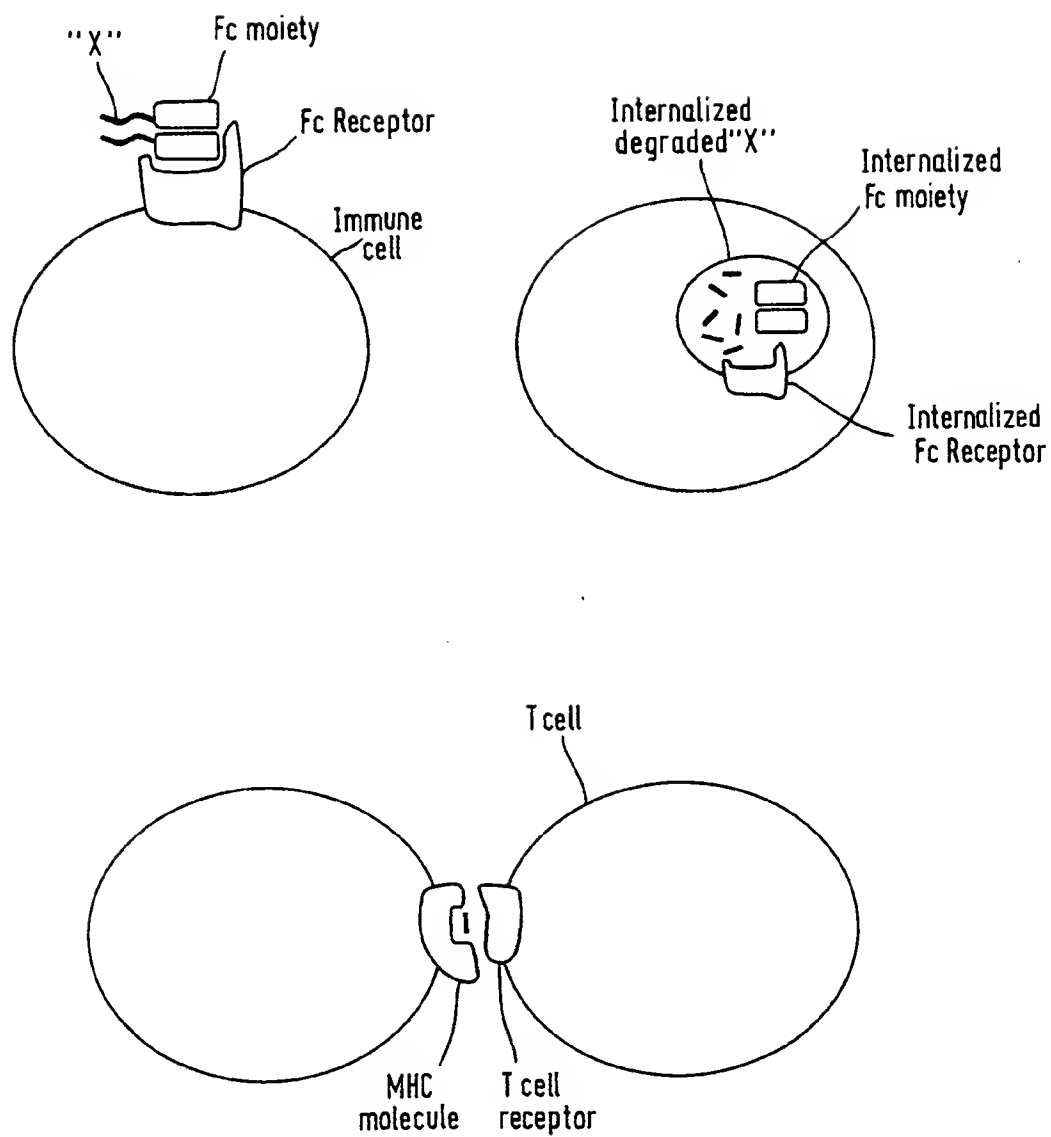 "X"
Fc moiety
Fc Receptor
Immune
cell
Internalized
degraded"X"
Internalized
Fc moiety
Internalized
Fc Receptor
T cell
MHC
molecule
T cell
receptor